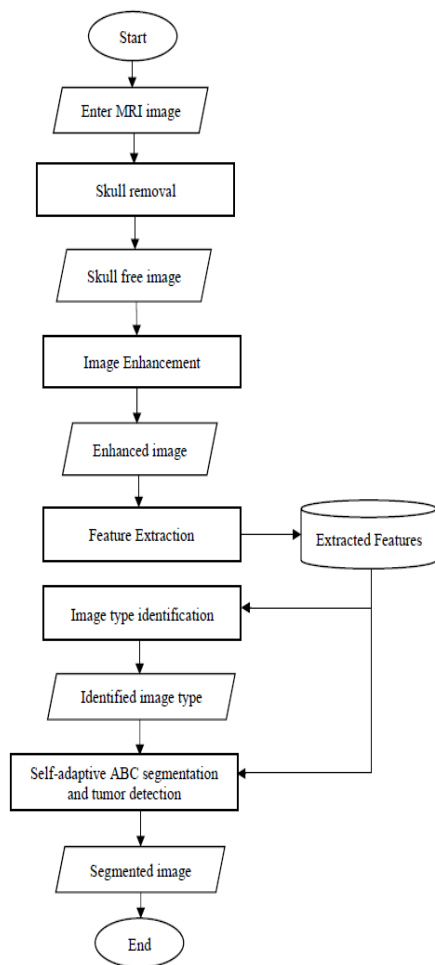 Start
Enter MRI image
Skull removal
Skull free image
Image Enhancement
Enhanced image
Feature Extraction
Extracted Features
Image type identification
Identified image type
Self-adaptive ABC segmentation
and tumor detection
Segmented image
End